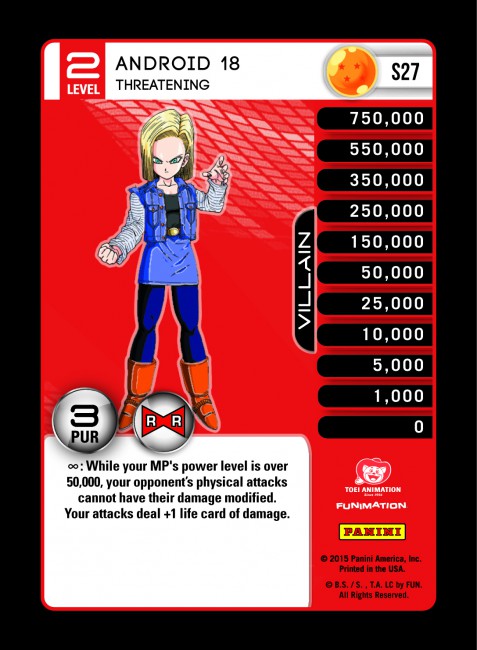 2
LEVEL
ANDROID 18
THREATENING
S27
750,000
550,000
350,000
250,000
150,000
50,000
25,000
10,000
5,000
1,000
0
VILLAIN
3
PUR
R R
∞: While your MP's power level is over
50,000, your opponent's physical attacks
cannot have their damage modified.
Your attacks deal +1 life card of damage.
TOEI ANIMATION
Since 1956
FUNIMATION
PANINI
© 2015 Panini America, Inc.
Printed in the USA.
© B.S. / S. , T.A. LC by FUN.
All Rights Reserved.